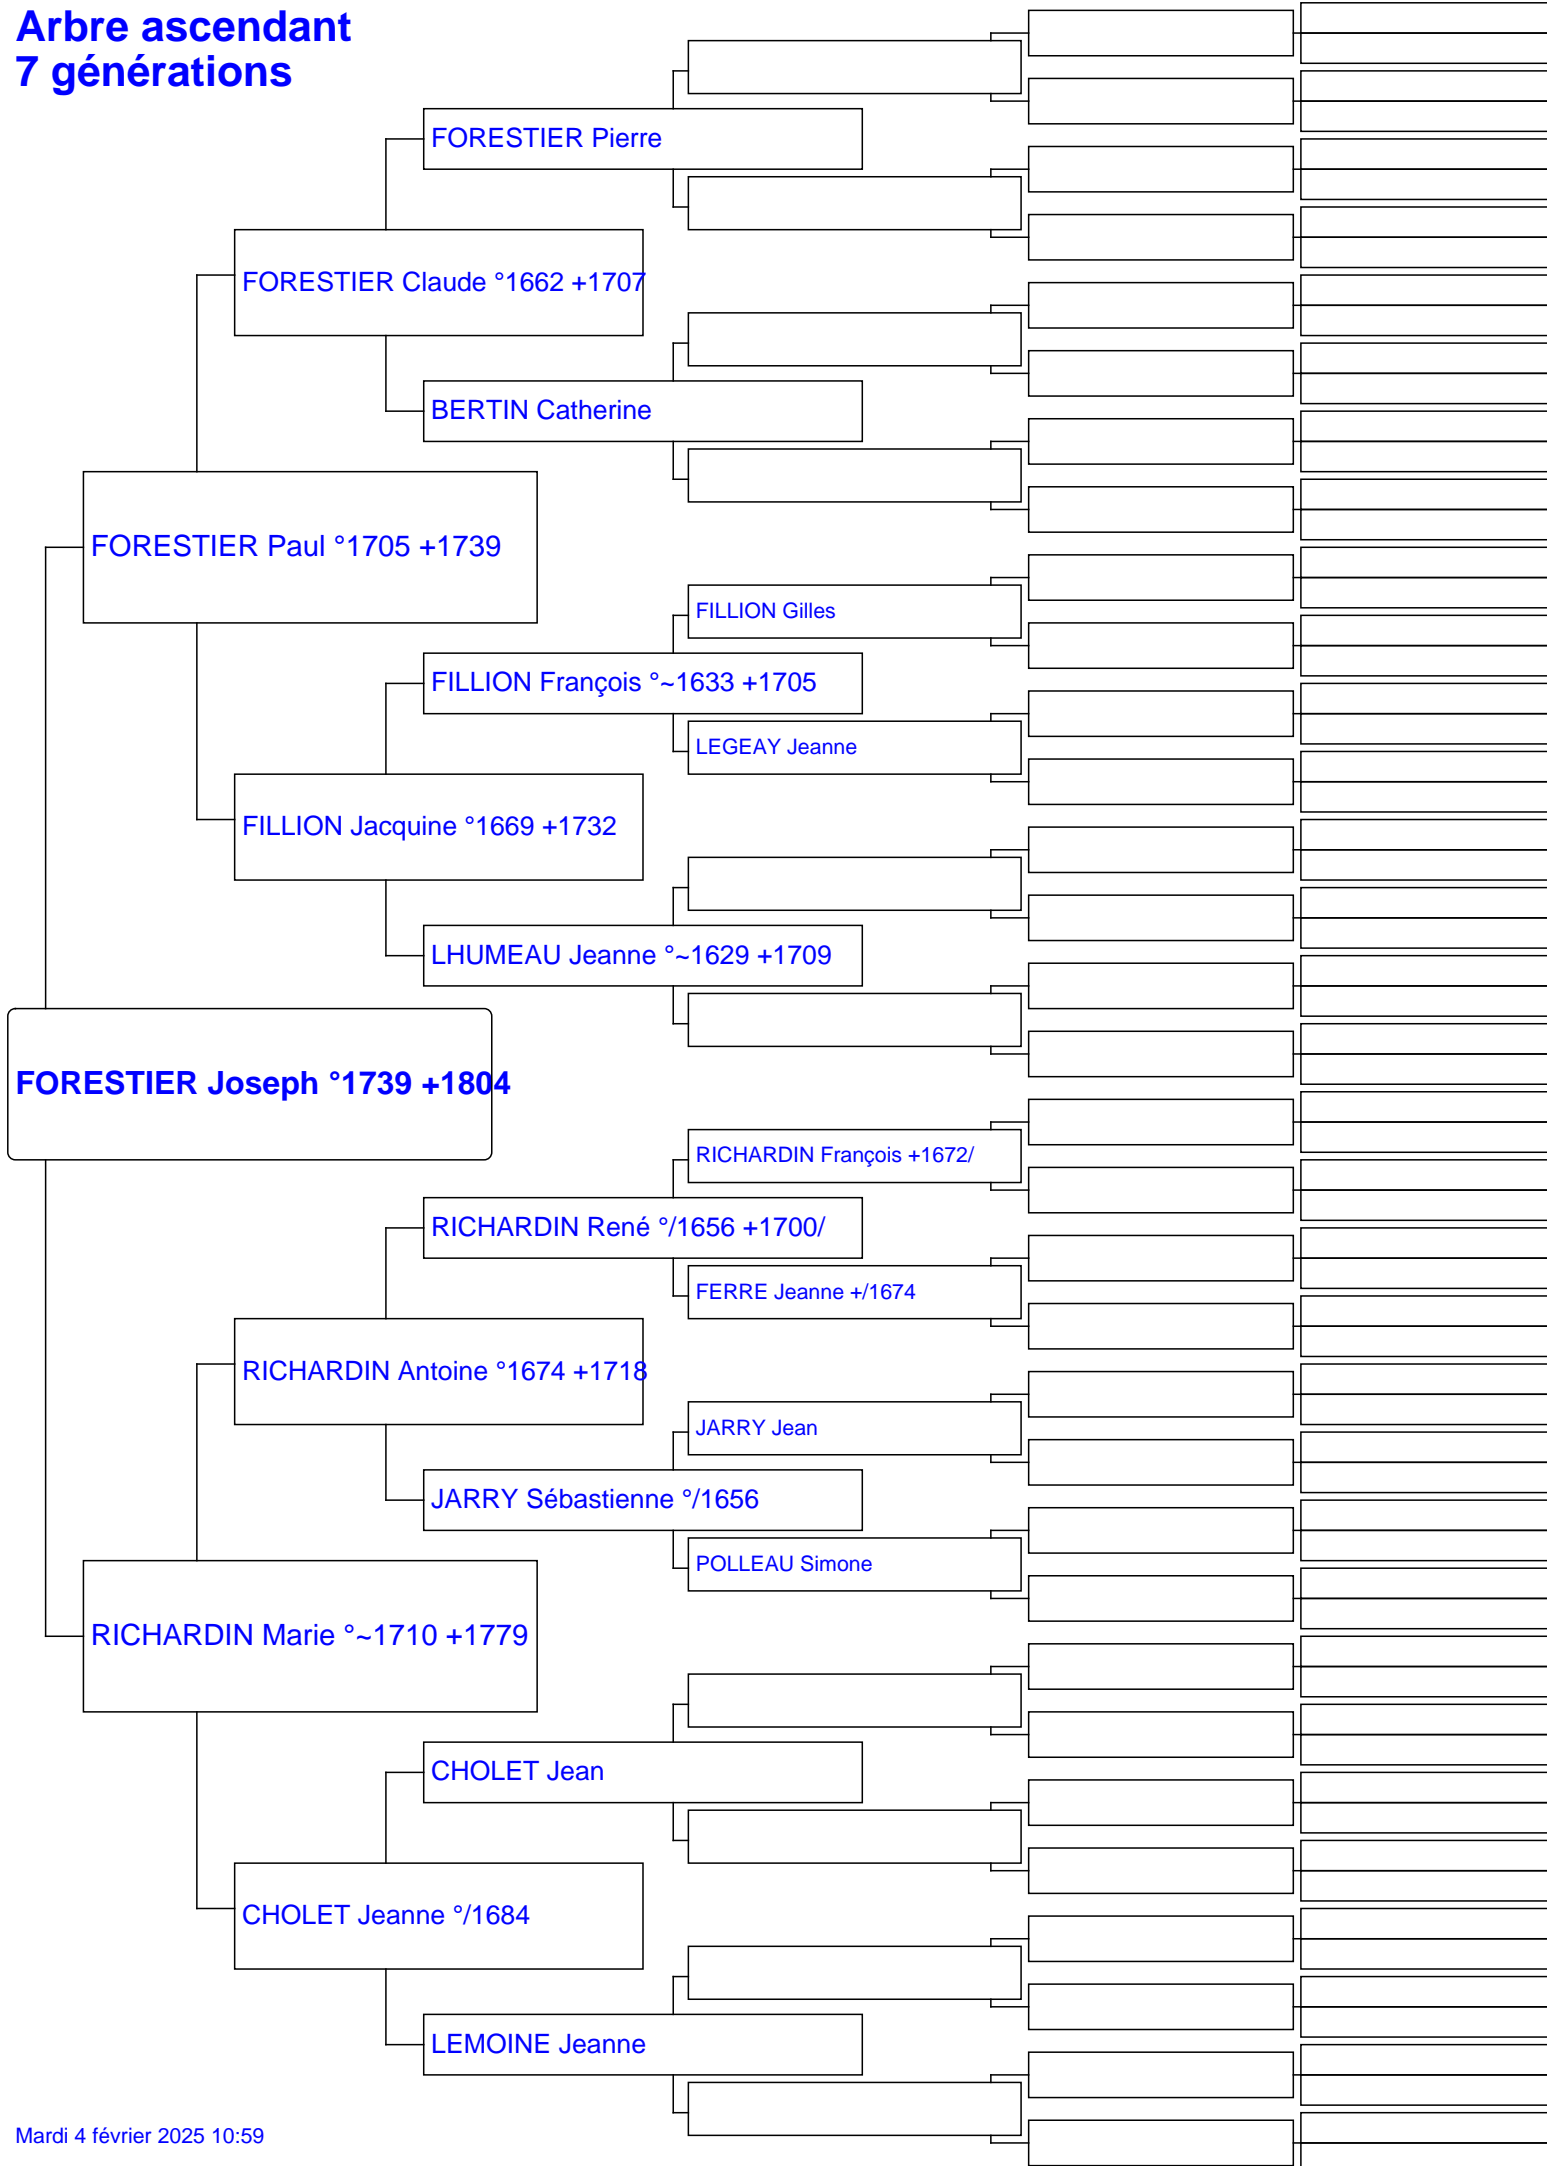 Arbre ascendant
7 générations
FORESTIER Pierre
FORESTIER Claude °1662 +1707
BERTIN Catherine
FORESTIER Paul °1705 +1739
FILLION Gilles
FILLION François °~1633 +1705
LEGEAY Jeanne
FILLION Jacquine °1669 +1732
LHUMEAU Jeanne °~1629 +1709
FORESTIER Joseph °1739 +1804
RICHARDIN François +1672/
RICHARDIN René °/1656 +1700/
FERRE Jeanne +/1674
RICHARDIN Antoine °1674 +1718
JARRY Jean
JARRY Sébastienne °/1656
POLLEAU Simone
RICHARDIN Marie °~1710 +1779
CHOLET Jean
CHOLET Jeanne °/1684
LEMOINE Jeanne
Mardi 4 février 2025 10:59